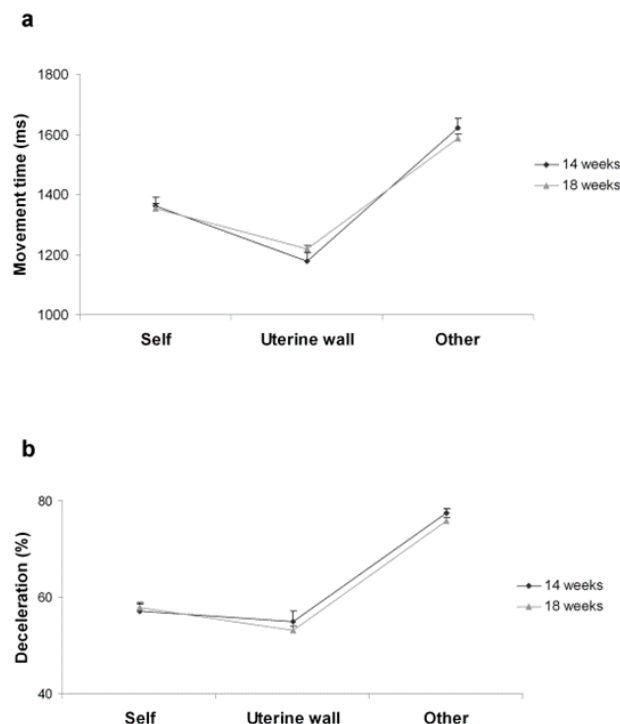 a
Movement time (ms)
1800
1600
1400
1200
1000
Self Uterine wall Other
14 weeks
18 weeks
b
Deceleration (%)
80
60
40
Self Uterine wall Other
14 weeks
18 weeks